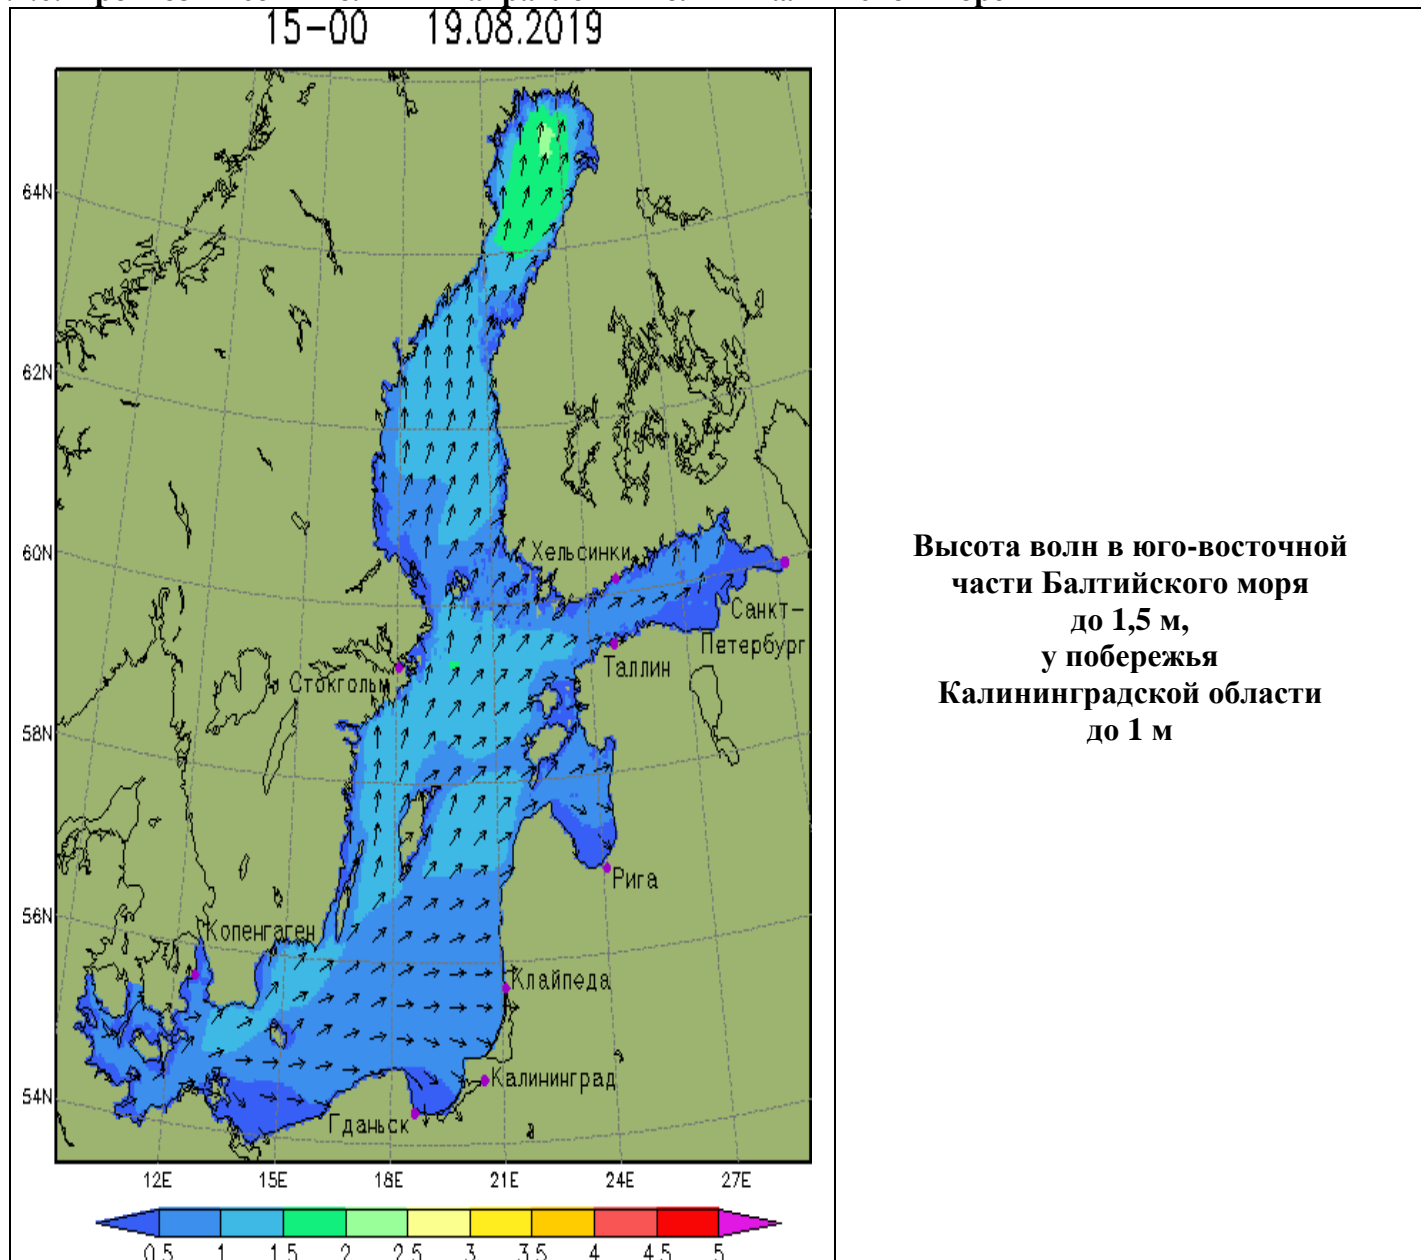 15-00 19.08.2019
64N
62N
60N
58N
56N
54N
Хельсинки
Санкт-
Петербург
Таллин
Стокгольм
Рига
Копенгаген
Клайпеда
Калининград
Гданьск
12E 15E 18E 21E 24E 27E
0.5 1 1.5 2 2.5 3 3.5 4 4.5 5
Высота волн в юго-восточной
части Балтийского моря
до 1,5 м,
у побережья
Калининградской области
до 1 м